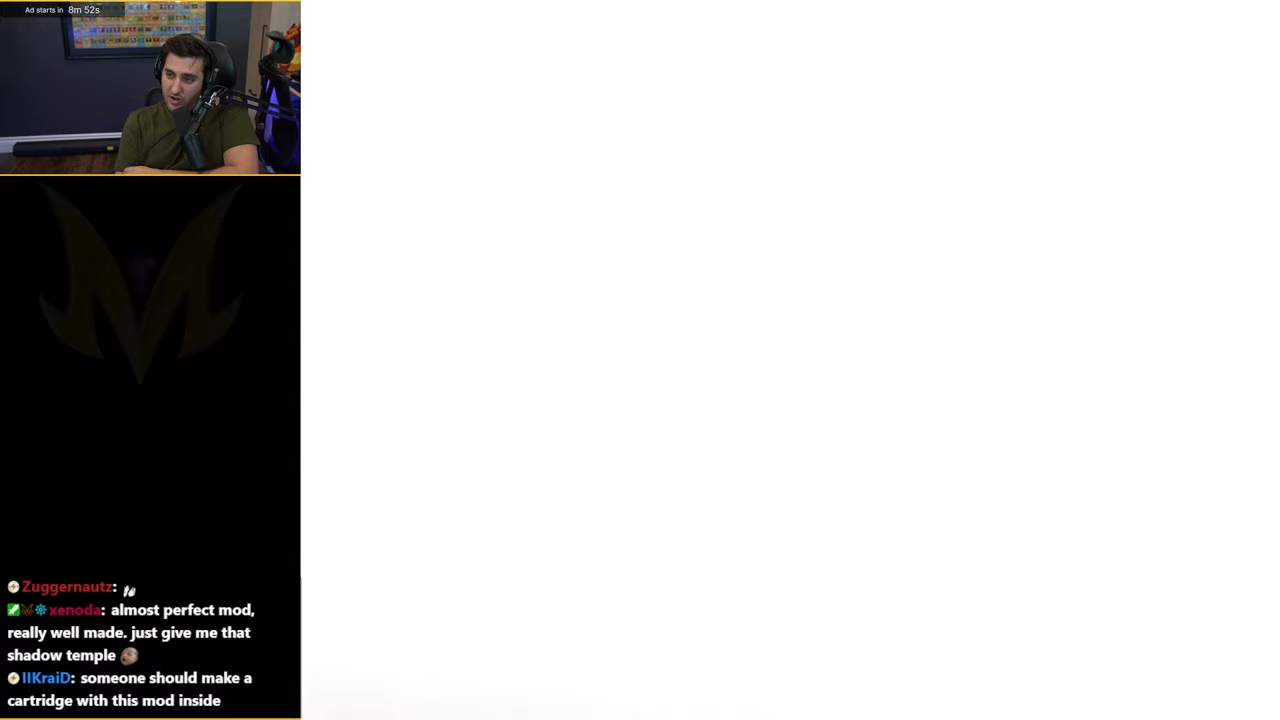 Ad starts in 8m 52s
Zuggernautz:
xenoda: almost perfect mod,
really well made. just give me that
shadow temple
IIKraiD: someone should make a
cartridge with this mod inside